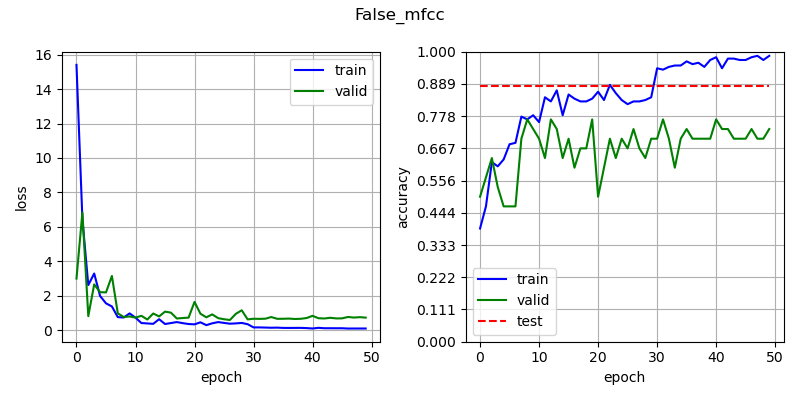 False_mfcc
16
14
12
10
8
6
4
2
0
loss
0 10 20 30 40 50
epoch
train
valid
1.000
0.889
0.778
0.667
0.556
0.444
0.333
0.222
0.111
0.000
accuracy
0 10 20 30 40 50
epoch
train
valid
test